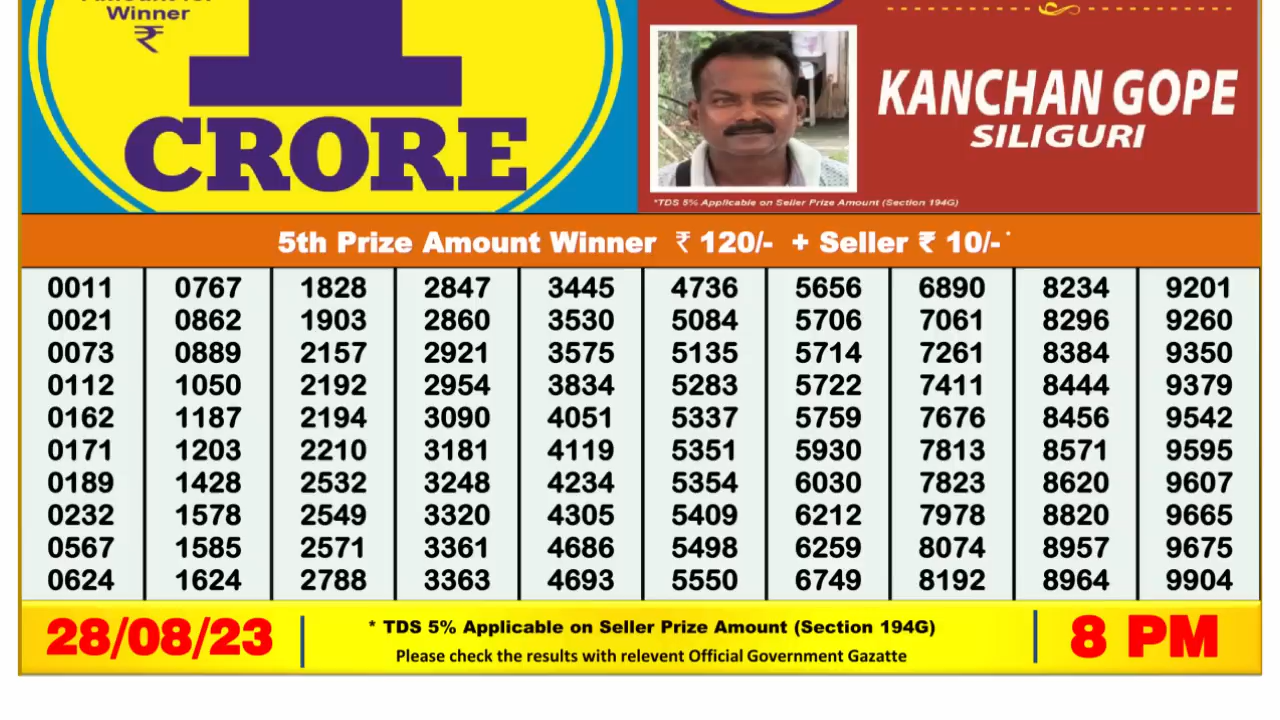 Winner
₹
1
CRORE
KANCHAN GOPE
SILIGURI
*TDS 5% Applicable on Seller Prize Amount (Section 194G)
5th Prize Amount Winner ₹ 120/- + Seller ₹ 10/-*
0011 0767 1828 2847 3445 4736 5656 6890 8234 9201
0021 0862 1903 2860 3530 5084 5706 7061 8296 9260
0073 0889 2157 2921 3575 5135 5714 7261 8384 9350
0112 1050 2192 2954 3834 5283 5722 7411 8444 9379
0162 1187 2194 3090 4051 5337 5759 7676 8456 9542
0171 1203 2210 3181 4119 5351 5930 7813 8571 9595
0189 1428 2532 3248 4234 5354 6030 7823 8620 9607
0232 1578 2549 3320 4305 5409 6212 7978 8820 9665
0567 1585 2571 3361 4686 5498 6259 8074 8957 9675
0624 1624 2788 3363 4693 5550 6749 8192 8964 9904
28/08/23
* TDS 5% Applicable on Seller Prize Amount (Section 194G)
Please check the results with relevent Official Government Gazatte
8 PM